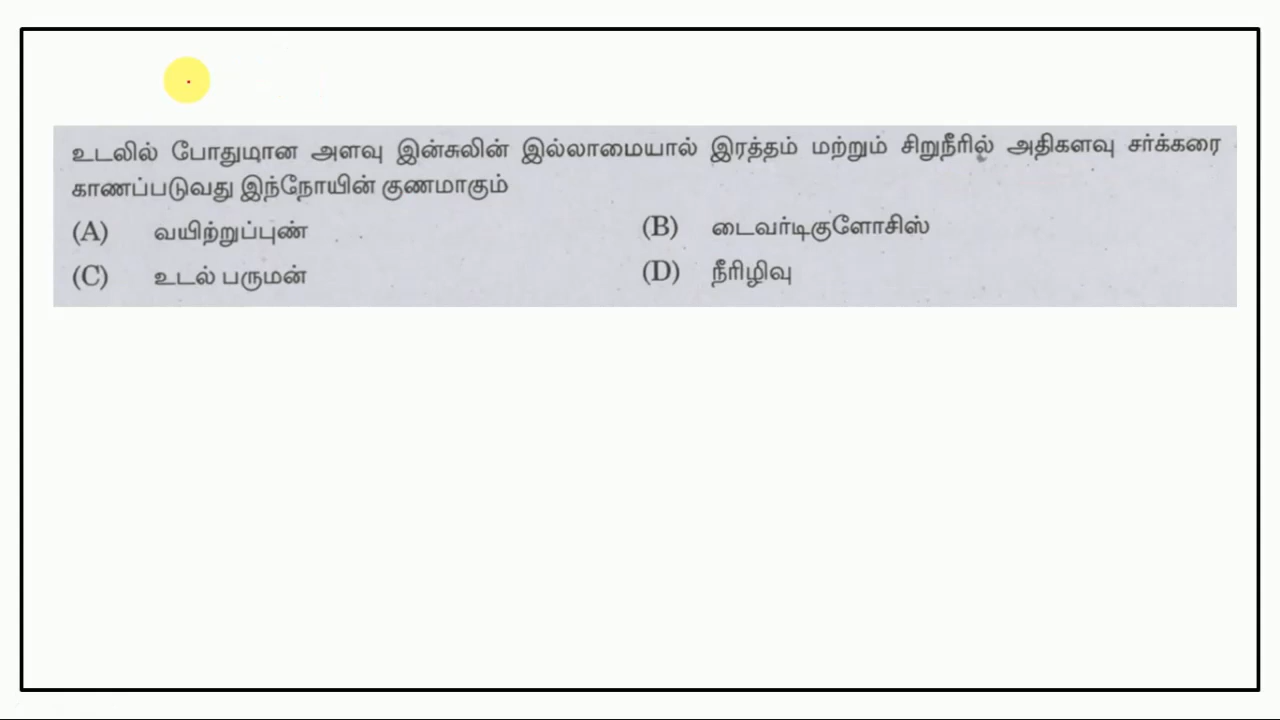 உடலில் போதுமான அளவு இன்சுலின் இல்லாமையால் இரத்தம் மற்றும் சிறுநீரில் அதிகளவு சர்க்கரை
காணப்படுவது இந்நோயின் குணமாகும்
(A) வயிற்றுப்புண் (B) டைவர்டிகுளோசிஸ்
(C) உடல் பருமன் (D) நீரிழிவு